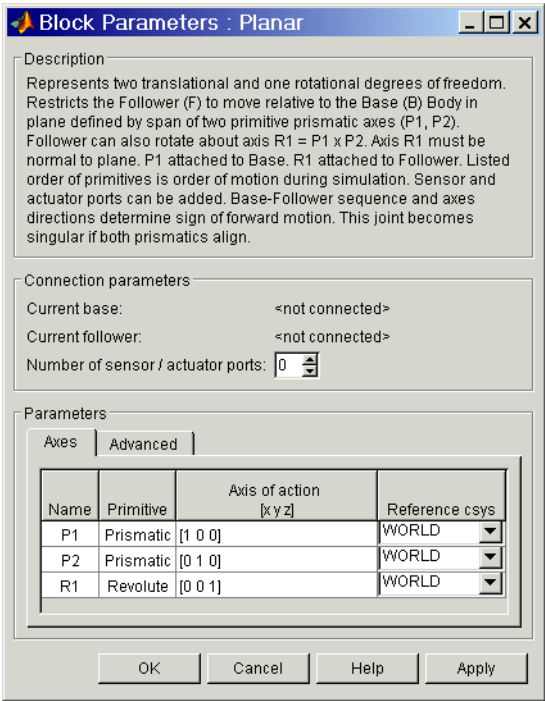 Block Parameters : Planar
Description
Represents two translational and one rotational degrees of freedom.
Restricts the Follower (F) to move relative to the Base (B) Body in
plane defined by span of two primitive prismatic axes (P1, P2).
Follower can also rotate about axis R1 = P1 x P2. Axis R1 must be
normal to plane. P1 attached to Base. R1 attached to Follower. Listed
order of primitives is order of motion during simulation. Sensor and
actuator ports can be added. Base-Follower sequence and axes
directions determine sign of forward motion. This joint becomes
singular if both prismatics align.
Connection parameters
Current base: <not connected>
Current follower: <not connected>
Number of sensor / actuator ports: 0
Parameters
Axes Advanced
Axis of action
Name Primitive [x y z] Reference csys
P1 Prismatic [1 0 0] WORLD
P2 Prismatic [0 1 0] WORLD
R1 Revolute [0 0 1] WORLD
OK Cancel Help Apply